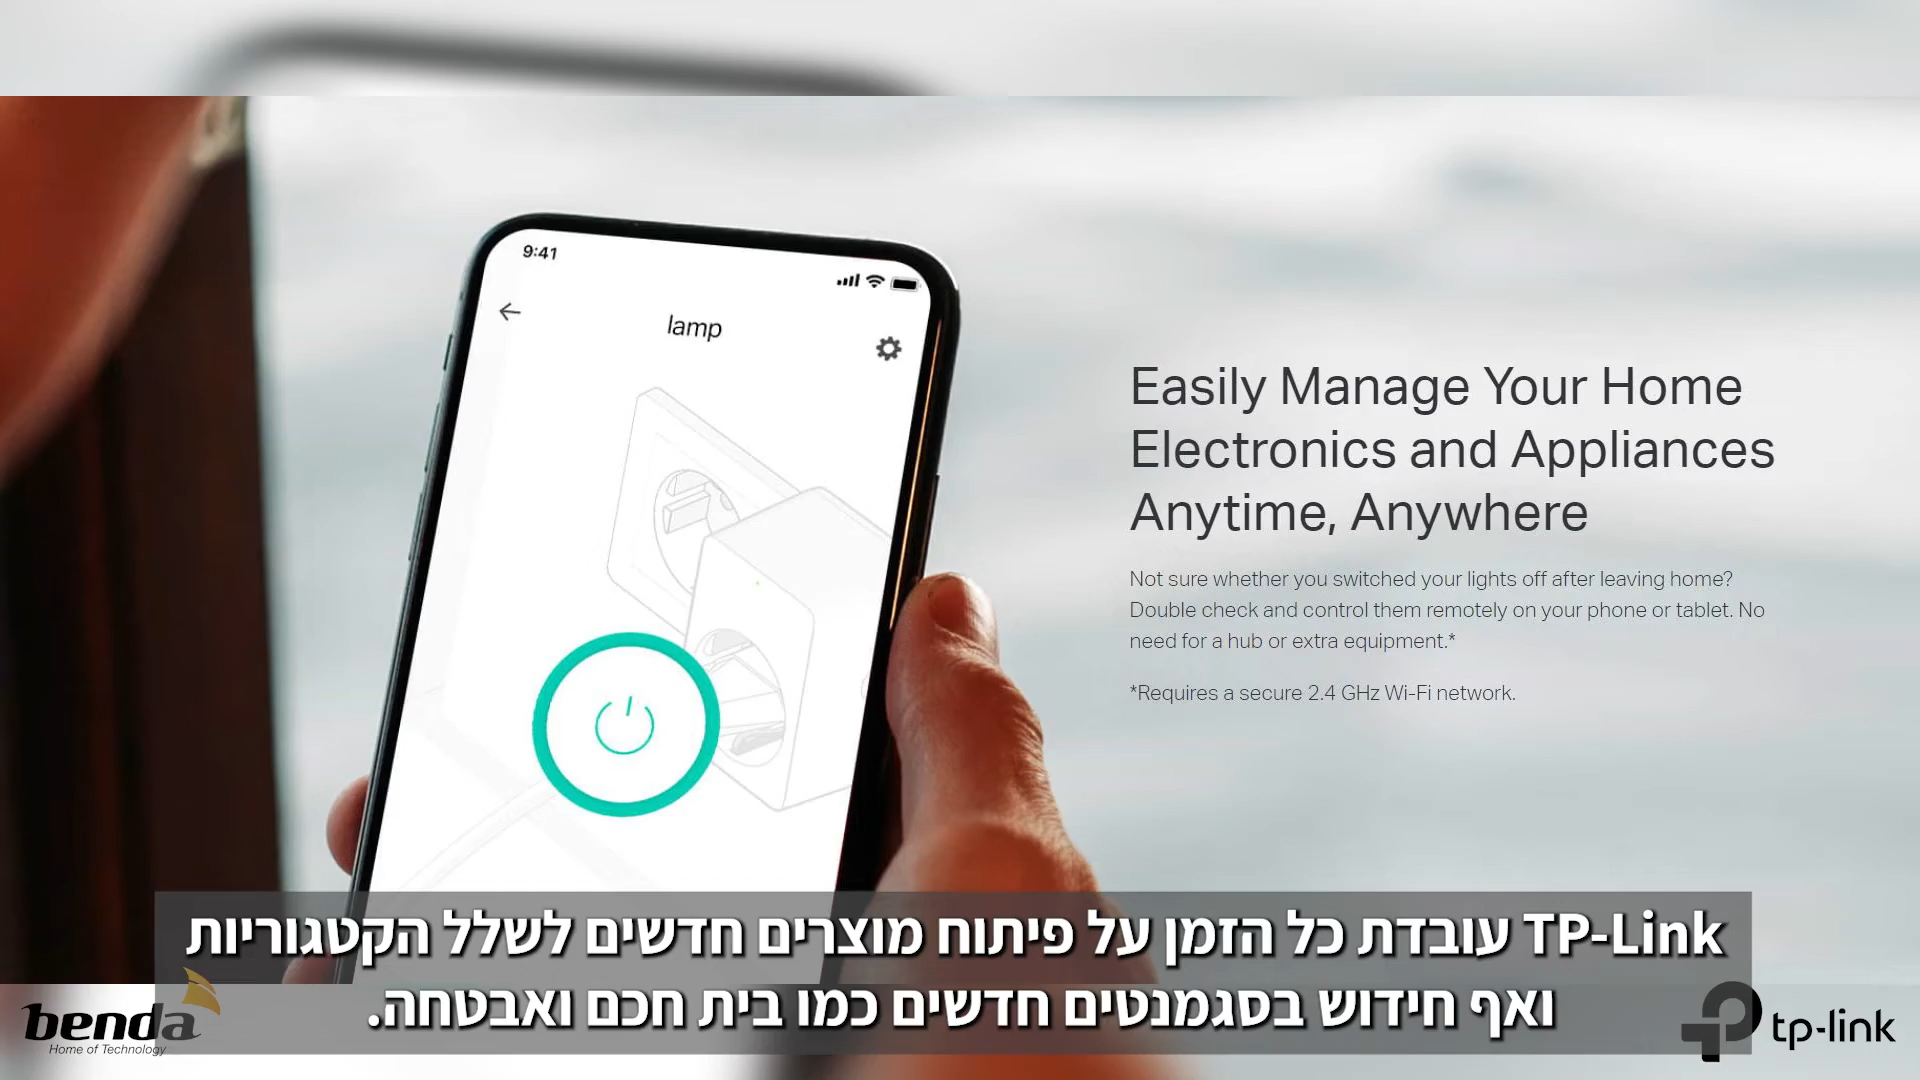 9:41
lamp
Easily Manage Your Home
Electronics and Appliances
Anytime, Anywhere
Not sure whether you switched your lights off after leaving home?
Double check and control them remotely on your phone or tablet. No
need for a hub or extra equipment.*
*Requires a secure 2.4 GHz Wi-Fi network.
TP-Link עובדת כל הזמן על פיתוח מוצרים חדשים לשלל הקטגוריות
ואף חידוש בסגמנטים חדשים כמו בית חכם ואבטחה.
benda
Home of Technology
tp-link